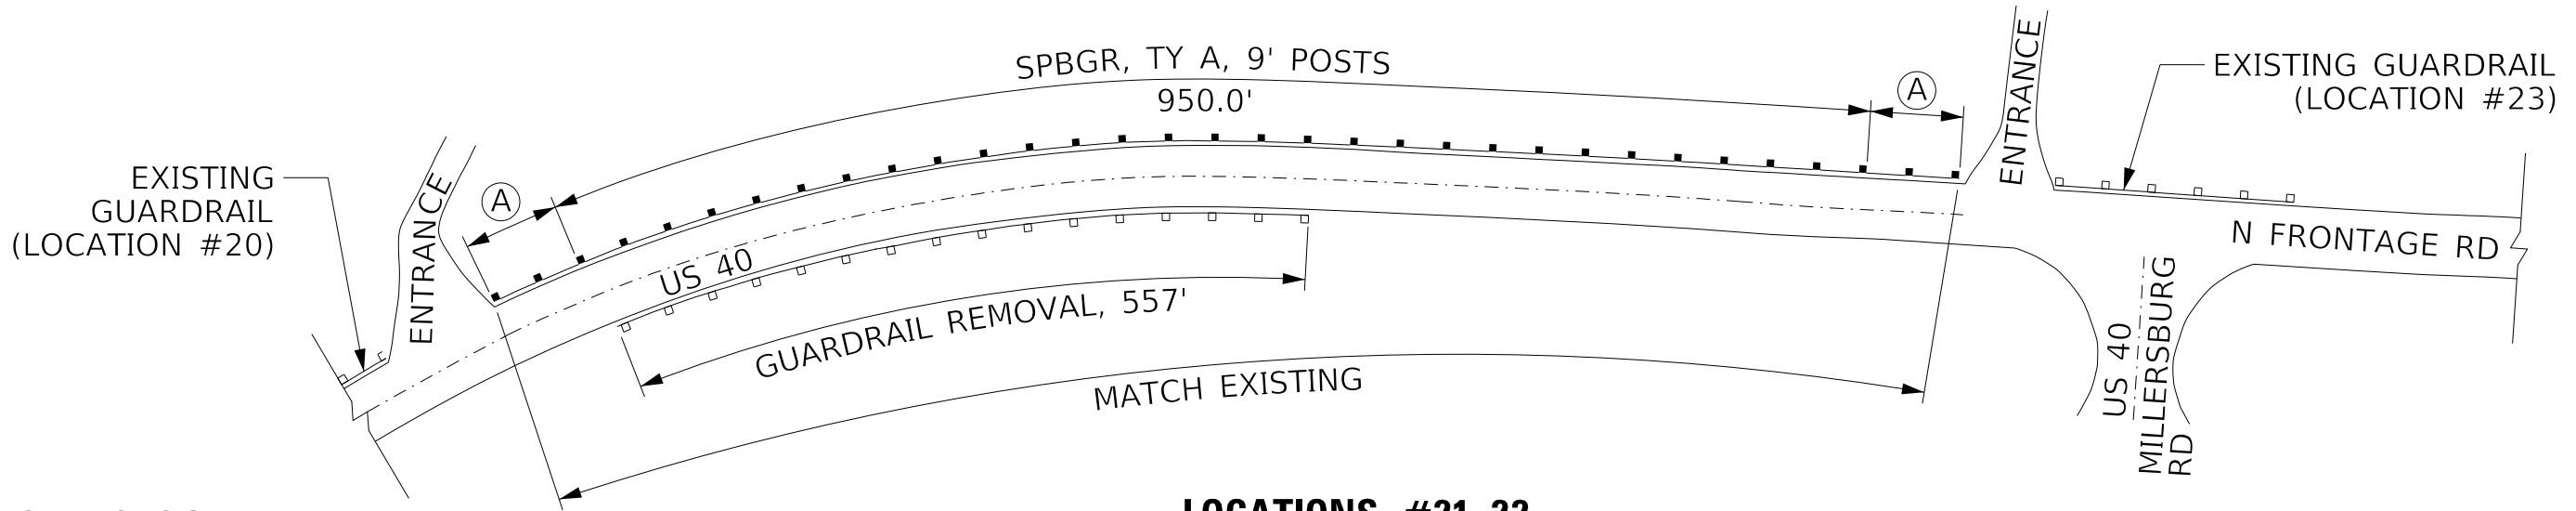 SPBGR, TY A, 9' POSTS
950.0'
A
EXISTING GUARDRAIL
(LOCATION #23)
ENTRANCE
EXISTING
GUARDRAIL
(LOCATION #20)
ENTRANCE
A
US 40
GUARDRAIL REMOVAL, 557'
MATCH EXISTING
N FRONTAGE RD
US 40
MILLERSBURG
RD